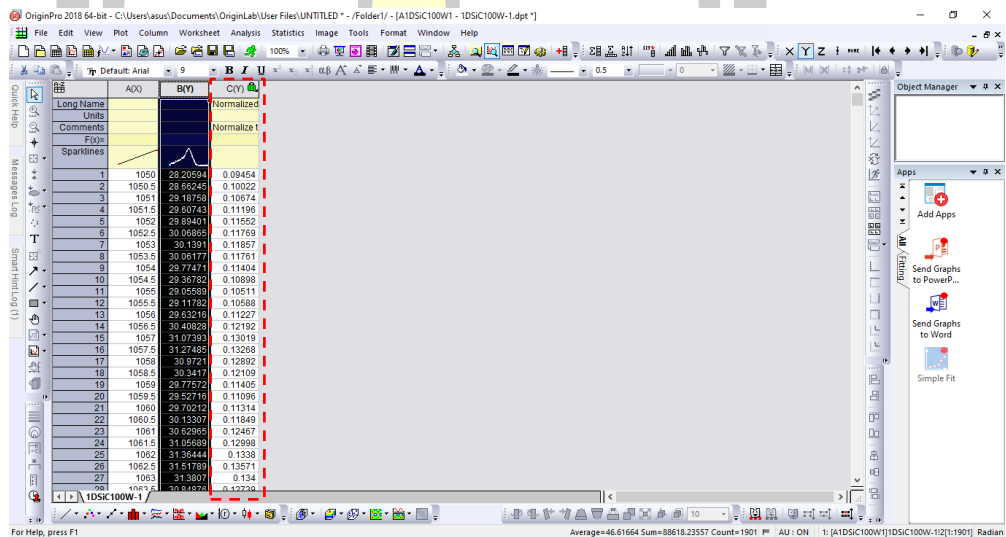 OriginPro 2018 64-bit - C:\Users\asus\Documents\OriginLab\User Files\UNTITLED * - /Folder1/ - [A1DSiC100W1 - 1DSiC100W-1.dpt *]
File Edit View Plot Column Worksheet Analysis Statistics Image Tools Format Window Help
100%
X Y Z
Default: Arial 9 B I U x² x₂ αβ A A 0.5 0
Quick Help
Messages Log
Smart Hint Log (1)
A(X) B(Y) C(Y)
Long Name Normalized
Units
Comments Normalize t
F(x)=
Sparklines
1 1050 28.20594 0.09454
2 1050.5 28.66245 0.10022
3 1051 29.18758 0.10674
4 1051.5 29.60743 0.11196
5 1052 29.89401 0.11552
6 1052.5 30.06865 0.11769
7 1053 30.1391 0.11857
8 1053.5 30.06177 0.11761
9 1054 29.77471 0.11404
10 1054.5 29.36782 0.10898
11 1055 29.05589 0.10511
12 1055.5 29.11782 0.10588
13 1056 29.63216 0.11227
14 1056.5 30.40828 0.12192
15 1057 31.07393 0.13019
16 1057.5 31.27485 0.13268
17 1058 30.9721 0.12892
18 1058.5 30.3417 0.12109
19 1059 29.77572 0.11405
20 1059.5 29.52716 0.11096
21 1060 29.70212 0.11314
22 1060.5 30.13307 0.11849
23 1061 30.62965 0.12467
24 1061.5 31.05689 0.12998
25 1062 31.36444 0.1338
26 1062.5 31.51789 0.13571
27 1063 31.3807 0.134
28 1063.5 30.84876 0.12739
1DSiC100W-1
Object Manager
Apps
All
Fitting
Add Apps
Send Graphs
to PowerP...
Send Graphs
to Word
Simple Fit
T
10
For Help, press F1
Average=46.61664 Sum=88618.23557 Count=1901 AU : ON 1: [A1DSiC100W1]1DSiC100W-1!2[1:1901] Radian